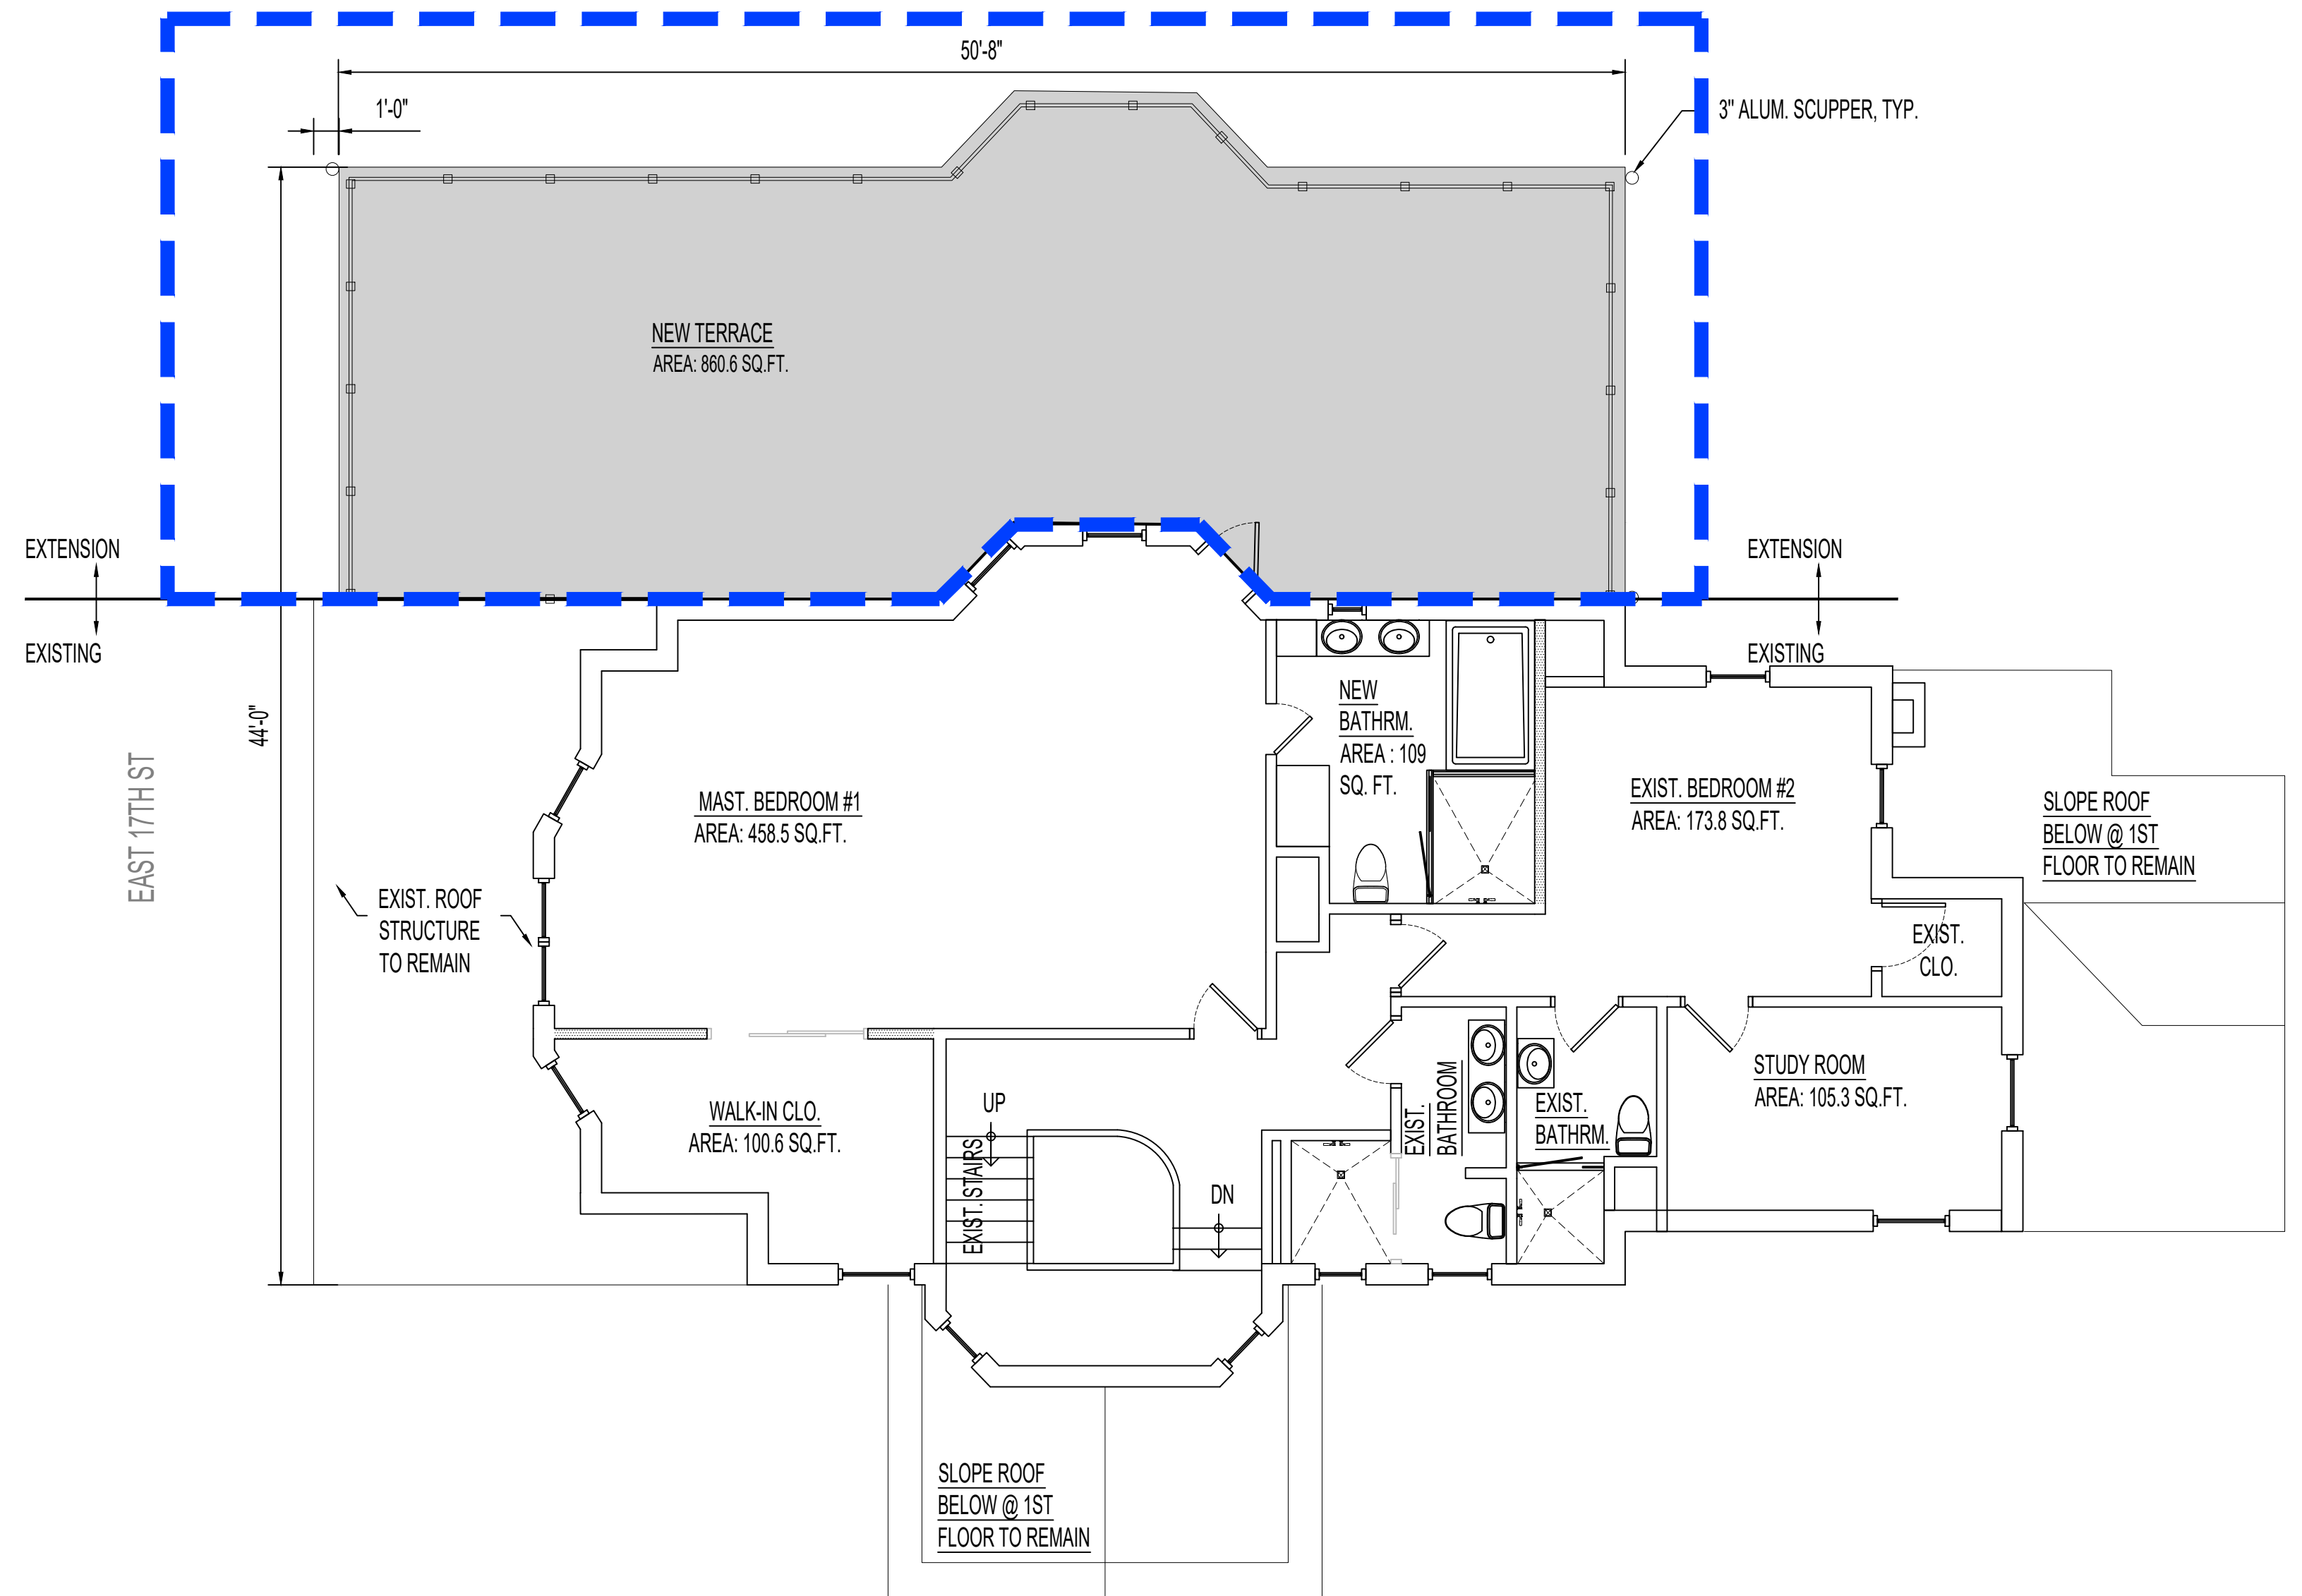 50'-8"
1'-0"
3" ALUM. SCUPPER, TYP.
NEW TERRACE
AREA: 860.6 SQ.FT.
EXTENSION
EXISTING
EXTENSION
EXISTING
44'-0"
EAST 17TH ST
NEW
BATHRM.
AREA : 109
SQ. FT.
MAST. BEDROOM #1
AREA: 458.5 SQ.FT.
EXIST. BEDROOM #2
AREA: 173.8 SQ.FT.
SLOPE ROOF
BELOW @ 1ST
FLOOR TO REMAIN
EXIST. ROOF
STRUCTURE
TO REMAIN
EXIST.
CLO.
STUDY ROOM
AREA: 105.3 SQ.FT.
WALK-IN CLO.
AREA: 100.6 SQ.FT.
UP
EXIST. STAIRS
DN
EXIST.
BATHROOM
EXIST.
BATHRM.
SLOPE ROOF
BELOW @ 1ST
FLOOR TO REMAIN